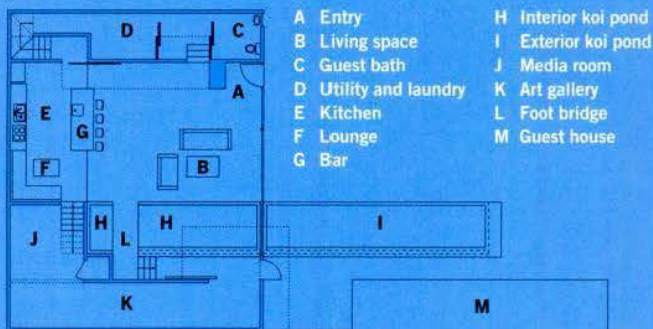 A Entry
B Living space
C Guest bath
D Utility and laundry
E Kitchen
F Lounge
G Bar
H Interior koi pond
I Exterior koi pond
J Media room
K Art gallery
L Foot bridge
M Guest house
D
C
A
E
G
F
B
H
H
I
J
L
K
M